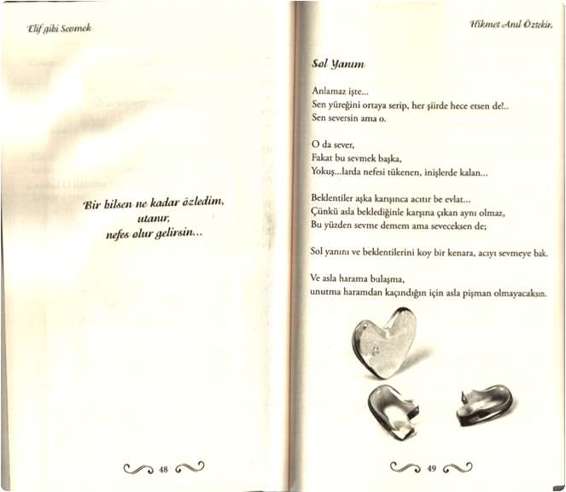 Elif gibi Sevmek
Bir bilsen ne kadar özledim,
utanır,
nefes olur gelirsin...
48
Hikmet Anıl Öztekin
Sol Yanım
Anlamaz işte...
Sen yüreğini ortaya serip, her şiirde hece etsen de!..
Sen seversin ama o.
O da sever,
Fakat bu sevmek başka,
Yokuş...larda nefesi tükenen, inişlerde kalan...
Beklentiler aşka karışınca acıtır be evlat...
Çünkü asla beklediğinle karşına çıkan aynı olmaz,
Bu yüzden sevme demem ama seveceksen de;
Sol yanını ve beklentilerini koy bir kenara, acıyı sevmeye bak.
Ve asla harama bulaşma,
unutma haramdan kaçındığın için asla pişman olmayacaksın.
49